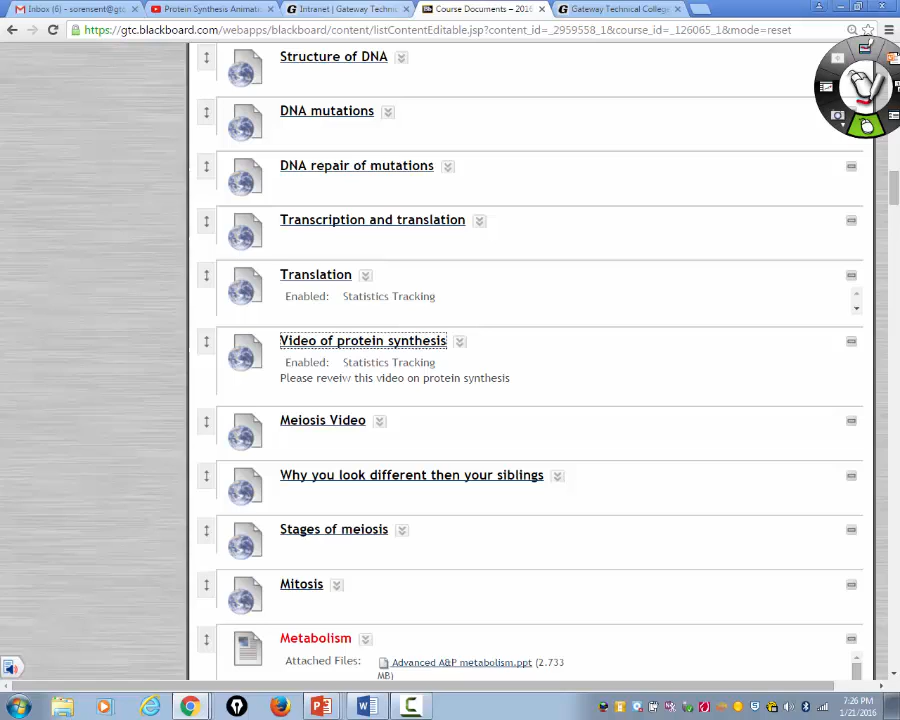 Inbox (6) - sorensent@gtc
Protein Synthesis Animatic
Intranet | Gateway Technic
Course Documents – 2016
Gateway Technical Colleg
https://gtc.blackboard.com/webapps/blackboard/content/listContentEditable.jsp?content_id=_2959558_1&course_id=_126065_1&mode=reset
Structure of DNA
DNA mutations
DNA repair of mutations
Transcription and translation
Translation
Enabled: Statistics Tracking
Video of protein synthesis
Enabled: Statistics Tracking
Please reveiw this video on protein synthesis
Meiosis Video
Why you look different then your siblings
Stages of meiosis
Mitosis
Metabolism
Attached Files: Advanced A&P metabolism.ppt (2.733
MB)
7:26 PM
1/21/2016